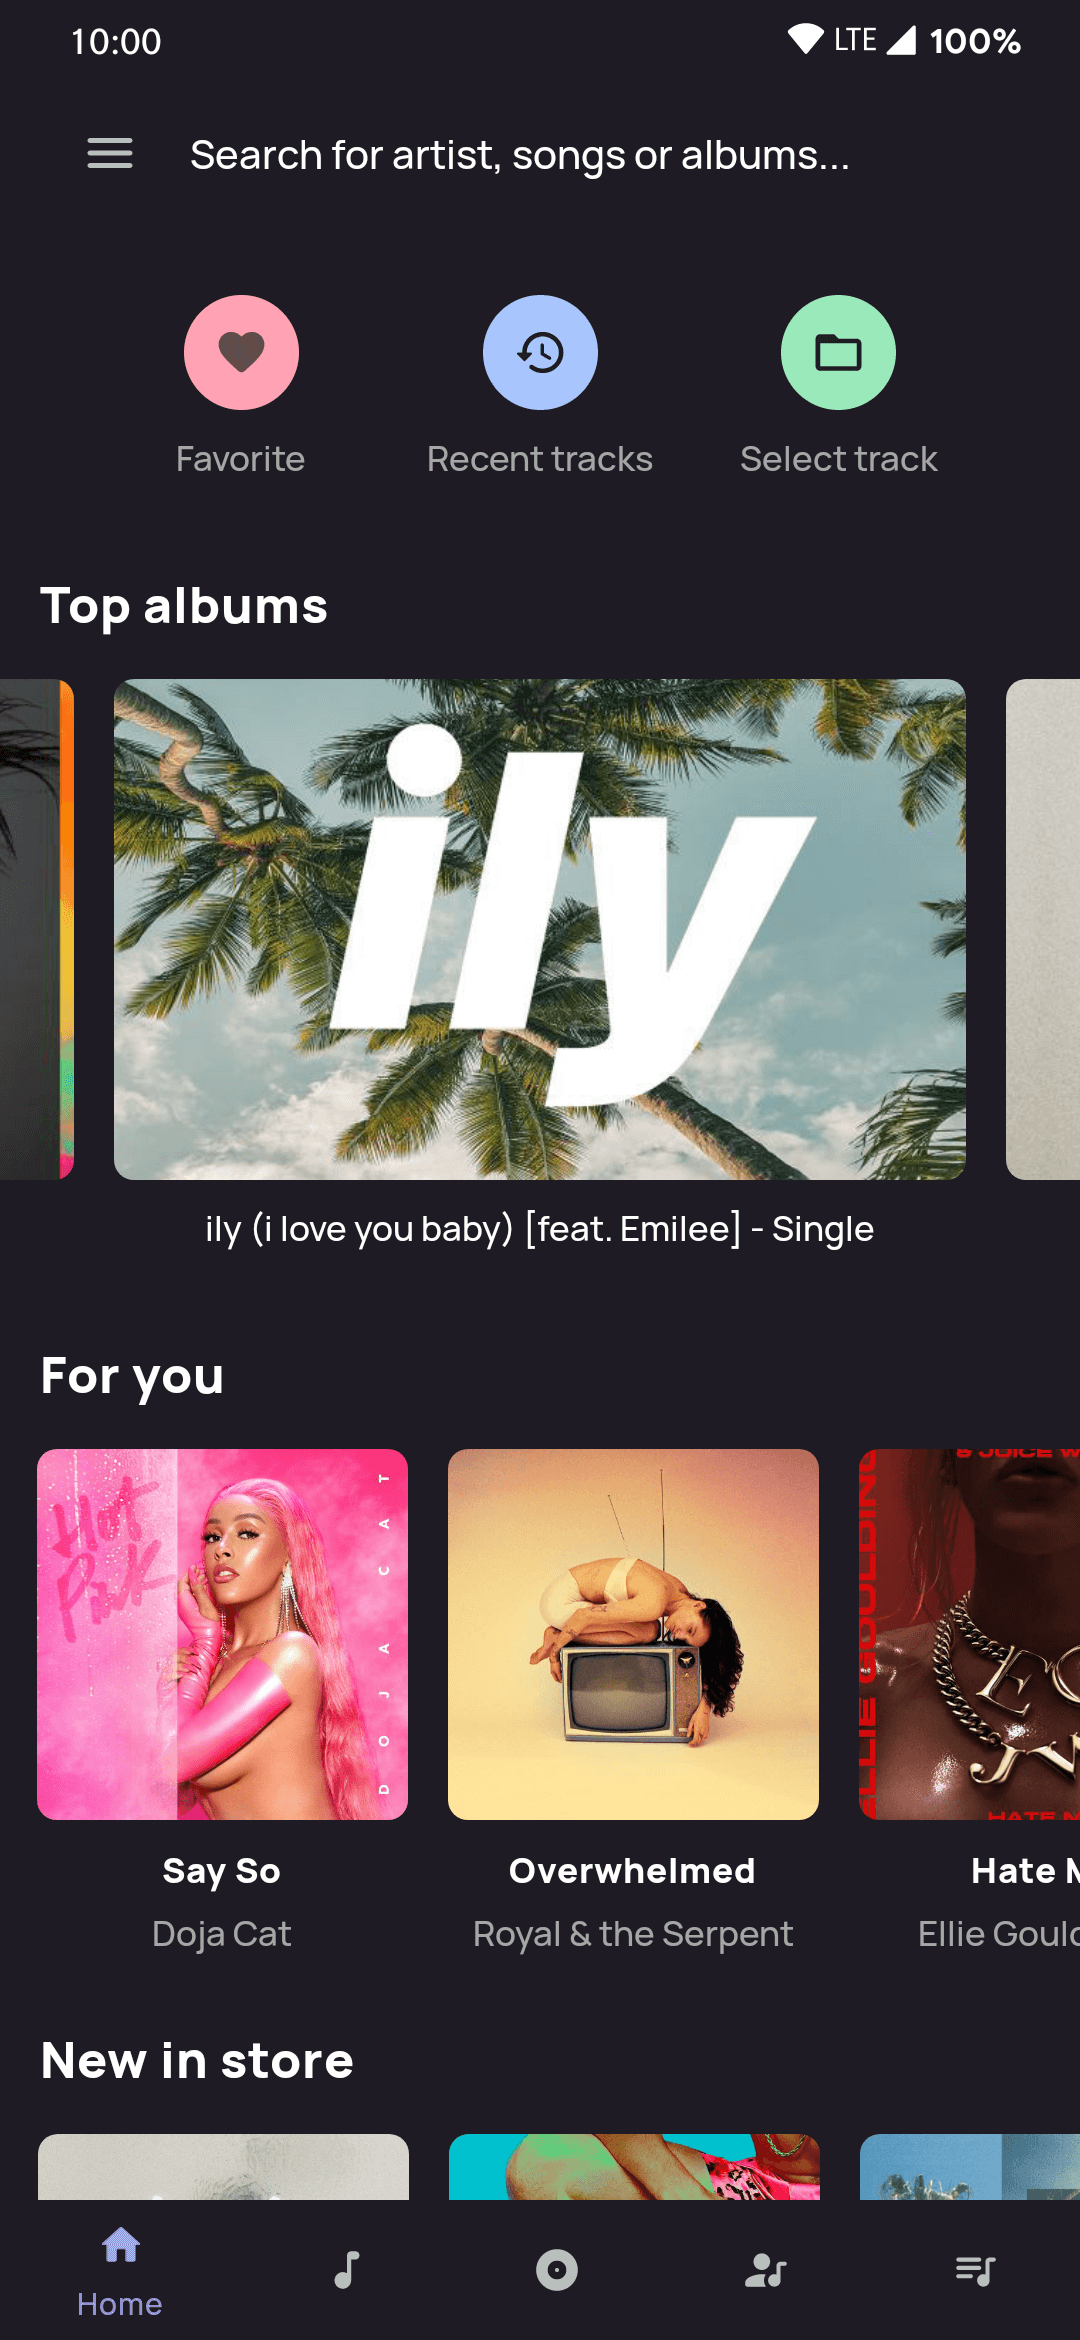 10:00 LTE 100%
Search for artist, songs or albums...
Favorite Recent tracks Select track
Top albums
ily
ily (i love you baby) [feat. Emilee] - Single
For you
Hot
Pink
DOJA CAT
& JUICE W
ALLIE GOULDING
E
JW
HATE M
Say So Overwhelmed Hate M
Doja Cat Royal & the Serpent Ellie Gould
New in store
Home